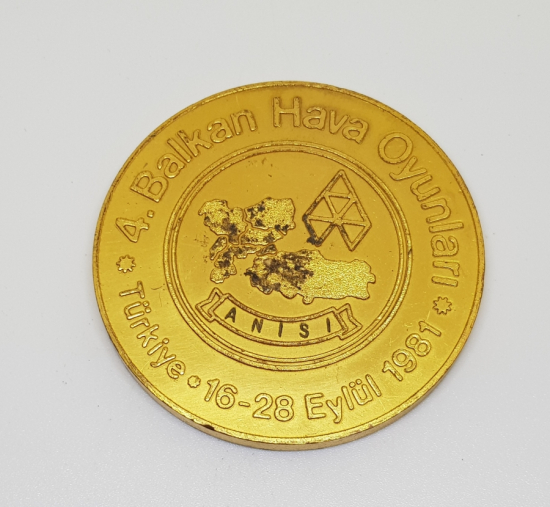 4. Balkan Hava Oyunları
ANISI
Türkiye • 16-28 Eylül 1981